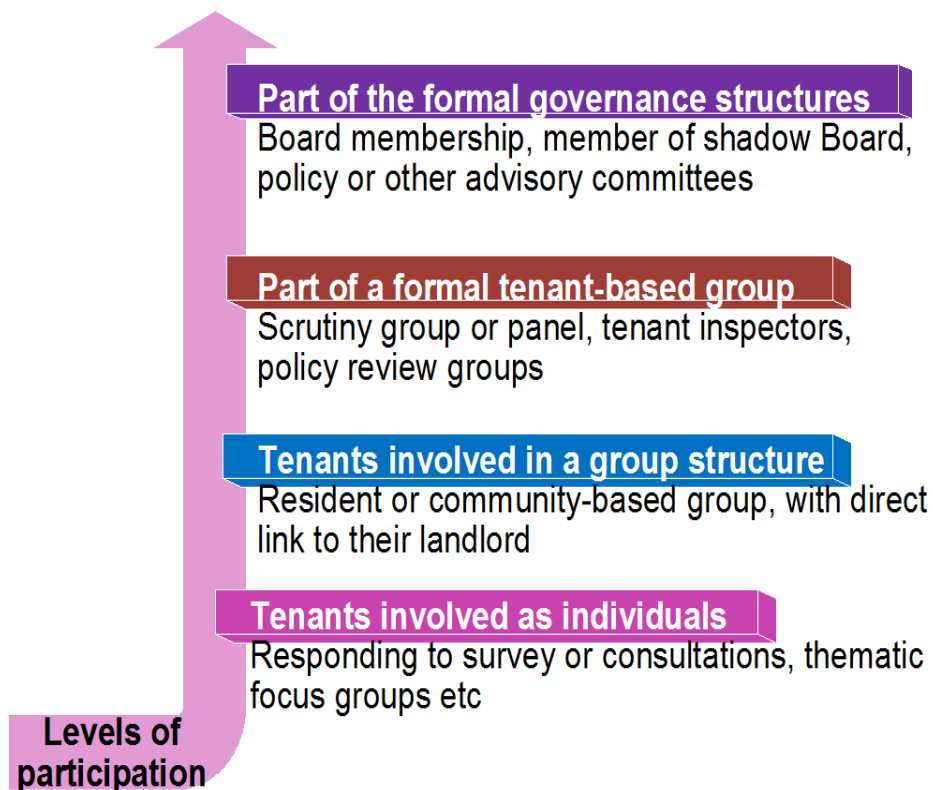 Part of the formal governance structures
Board membership, member of shadow Board,
policy or other advisory committees
Part of a formal tenant-based group
Scrutiny group or panel, tenant inspectors,
policy review groups
Tenants involved in a group structure
Resident or community-based group, with direct
link to their landlord
Tenants involved as individuals
Responding to survey or consultations, thematic
focus groups etc
Levels of
participation